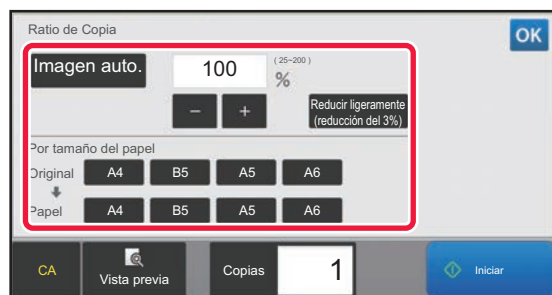 Ratio de Copia
OK
Imagen auto.
100
(25~200)
%
Reducir ligeramente
(reducción del 3%)
Por tamaño del papel
Original
A4 B5 A5 A6
Papel
A4 B5 A5 A6
CA
Vista previa
Copias
1
Iniciar